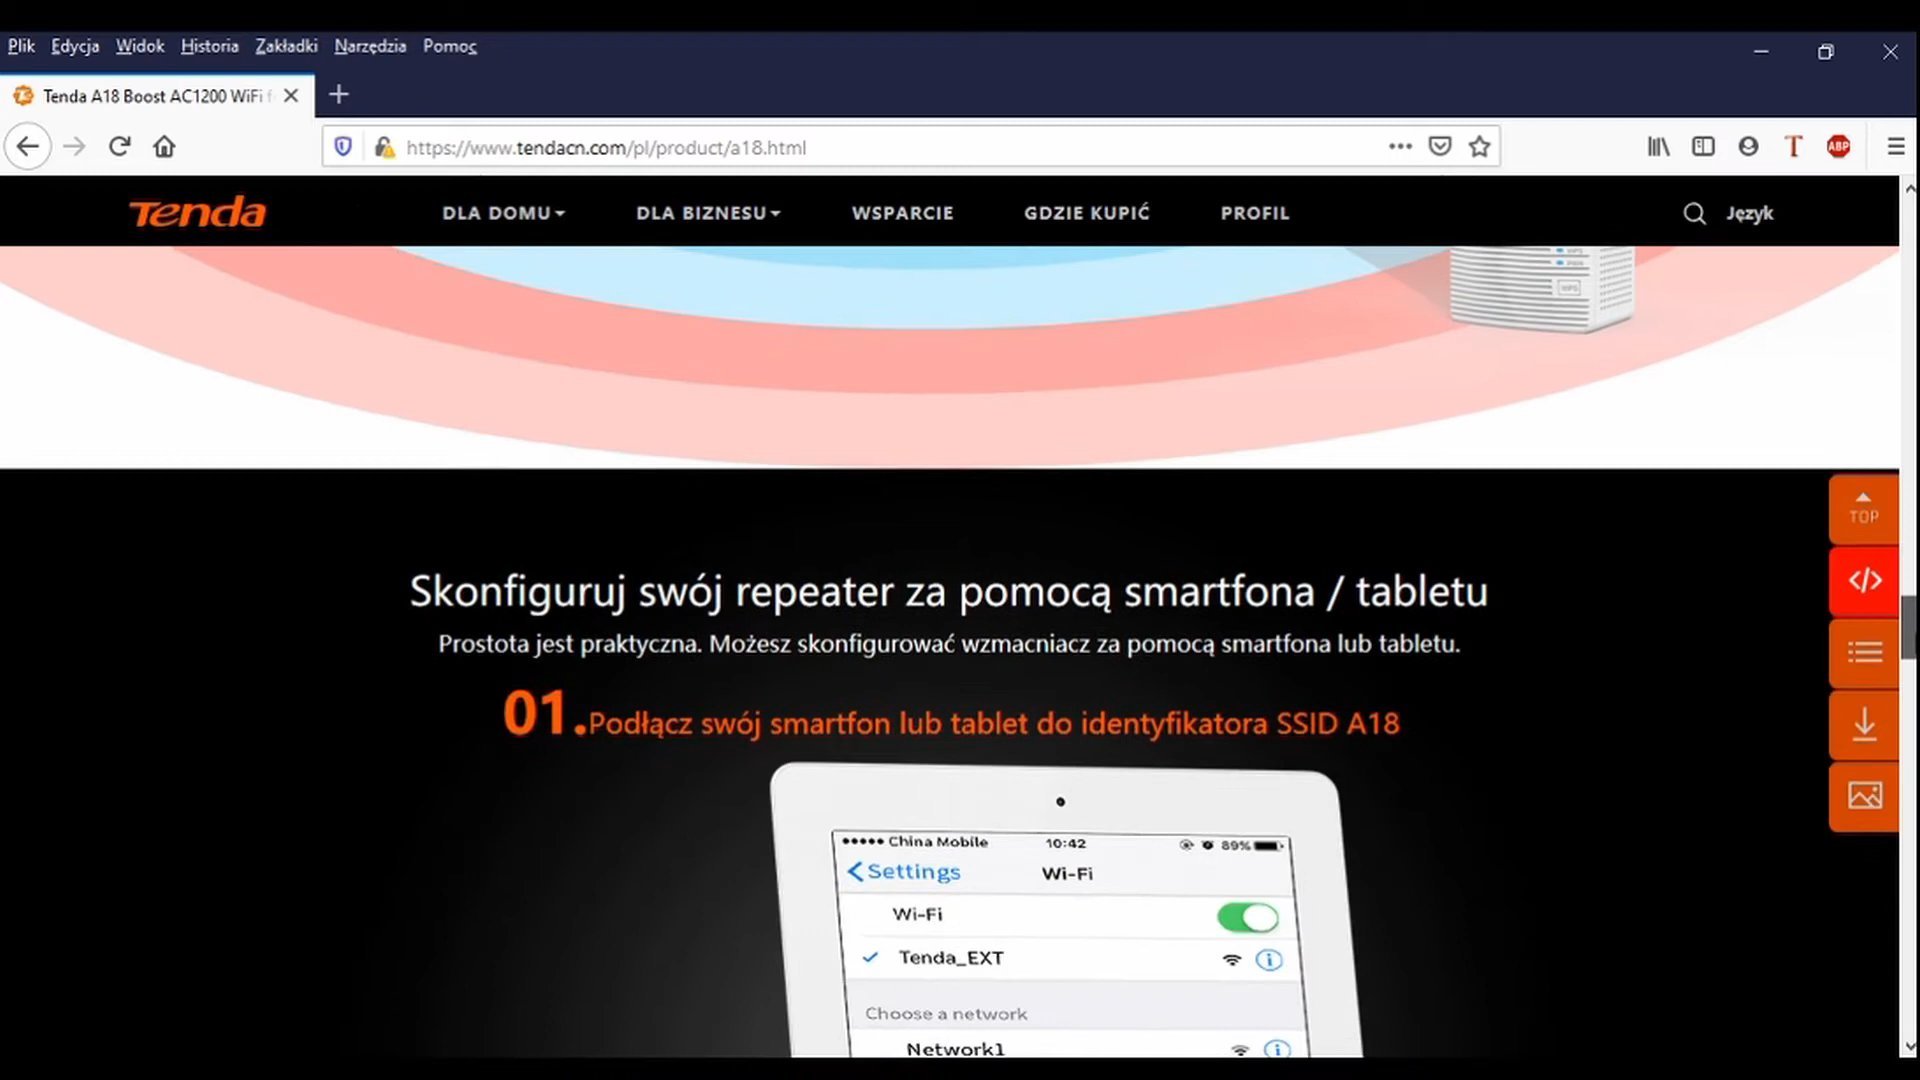 Plik Edycja Widok Historia Zakładki Narzędzia Pomoc
Tenda A18 Boost AC1200 WiFi
https://www.tendacn.com/pl/product/a18.html
T
ABP
Tenda
DLA DOMU
DLA BIZNESU
WSPARCIE
GDZIE KUPIĆ
PROFIL
Język
WPS
TOP
Skonfiguruj swój repeater za pomocą smartfona / tabletu
Prostota jest praktyczna. Możesz skonfigurować wzmacniacz za pomocą smartfona lub tabletu.
01.Podłącz swój smartfon lub tablet do identyfikatora SSID A18
China Mobile 10:42 89%
Settings Wi-Fi
Wi-Fi
Tenda_EXT
Choose a network
Network1